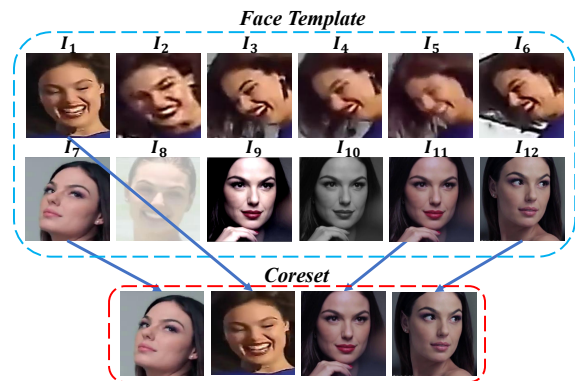 Face Template
I₁ I₂ I₃ I₄ I₅ I₆
I₇ I₈ I₉ I₁₀ I₁₁ I₁₂
Coreset